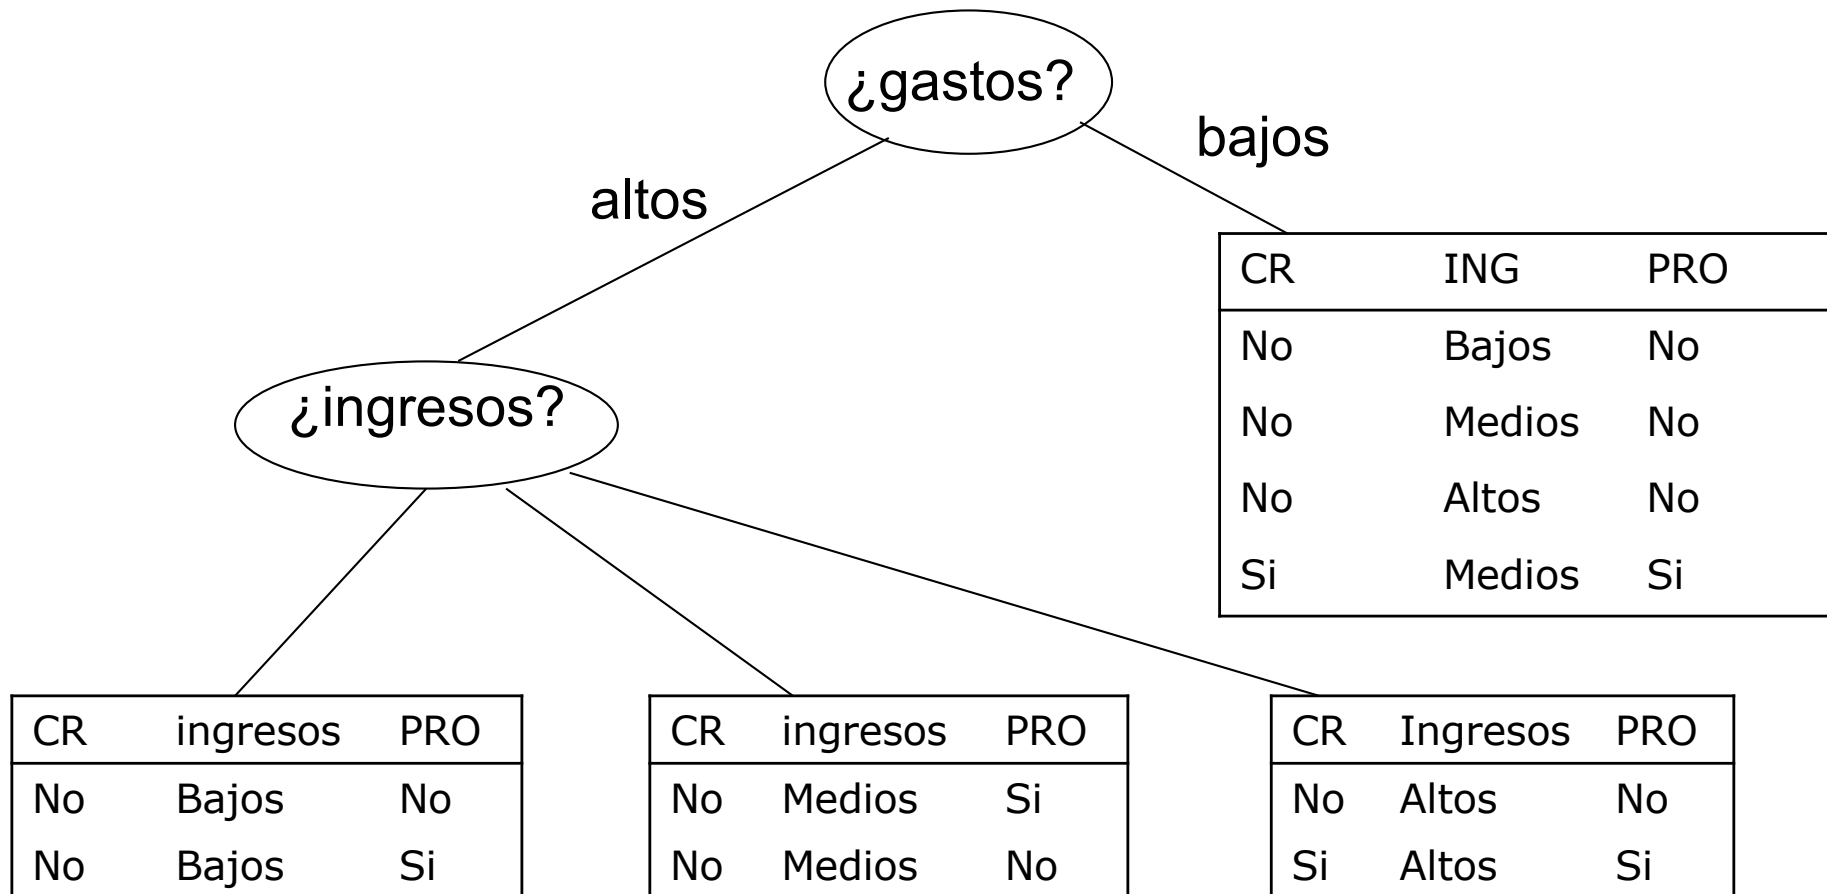 ¿gastos?
bajos
altos
CR ING PRO
No Bajos No
No Medios No
No Altos No
Si Medios Si
¿ingresos?
CR ingresos PRO
No Bajos No
No Bajos Si
CR ingresos PRO
No Medios Si
No Medios No
CR Ingresos PRO
No Altos No
Si Altos Si